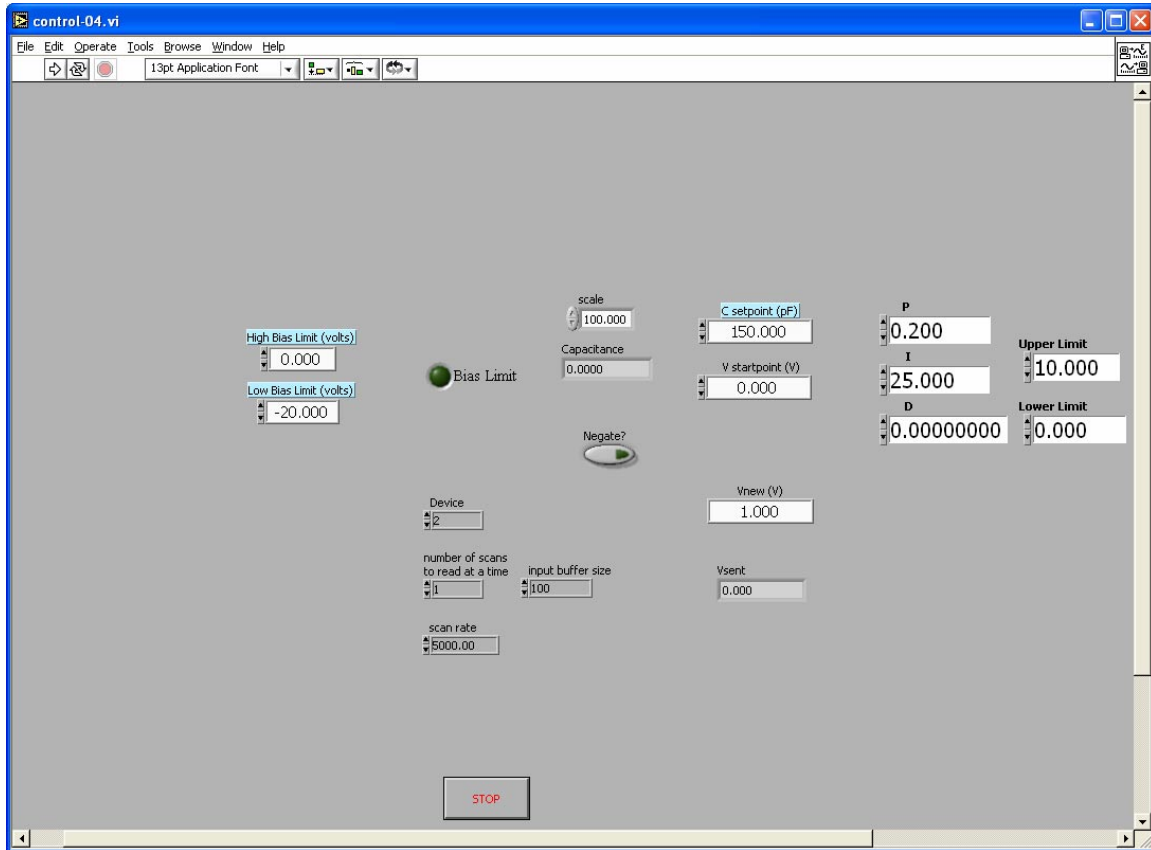 control-04.vi
File Edit Operate Tools Browse Window Help
13pt Application Font
scale
100.000
C setpoint (pF)
150.000
P
0.200
High Bias Limit (volts)
0.000
Capacitance
0.0000
I
25.000
Upper Limit
10.000
Bias Limit
V startpoint (V)
0.000
Low Bias Limit (volts)
-20.000
D
0.00000000
Lower Limit
0.000
Negate?
Device
2
Vnew (V)
1.000
number of scans
to read at a time
1
input buffer size
100
Vsent
0.000
scan rate
5000.00
STOP